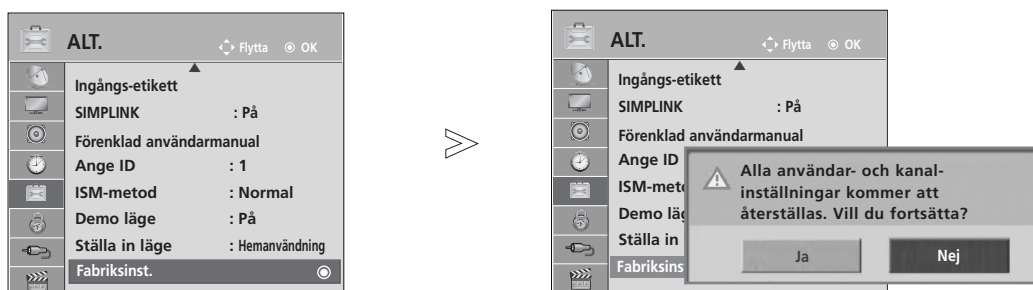 ALT.
Flytta OK
Ingångs-etikett
SIMPLINK : På
Förenklad användarmanual
Ange ID : 1
ISM-metod : Normal
Demo läge : På
Ställa in läge : Hemanvändning
Fabriksinst.
ALT.
Flytta OK
Ingångs-etikett
SIMPLINK : På
Förenklad användarmanual
Ange ID
ISM-meto
Demo läg
Ställa in
Fabriksins
Alla användar- och kanal-
inställningar kommer att
återställas. Vill du fortsätta?
Ja Nej